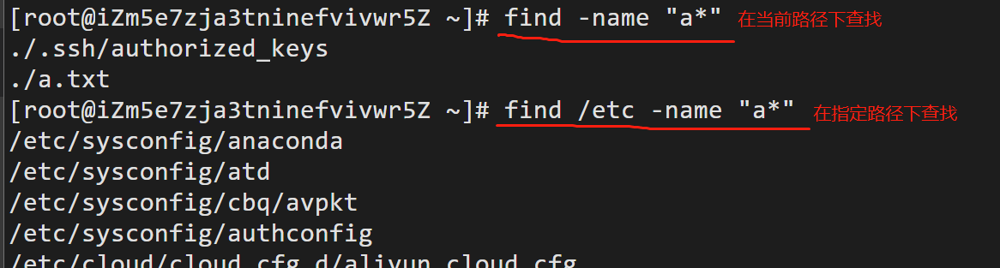 [root@iZm5e7zja3tninefvivwr5Z ~]# find -name "a*" 在当前路径下查找
./.ssh/authorized_keys
./a.txt
[root@iZm5e7zja3tninefvivwr5Z ~]# find /etc -name "a*" 在指定路径下查找
/etc/sysconfig/anaconda
/etc/sysconfig/atd
/etc/sysconfig/cbq/avpkt
/etc/sysconfig/authconfig
/etc/cloud/cloud.cfg.d/aliyun_cloud.cfg